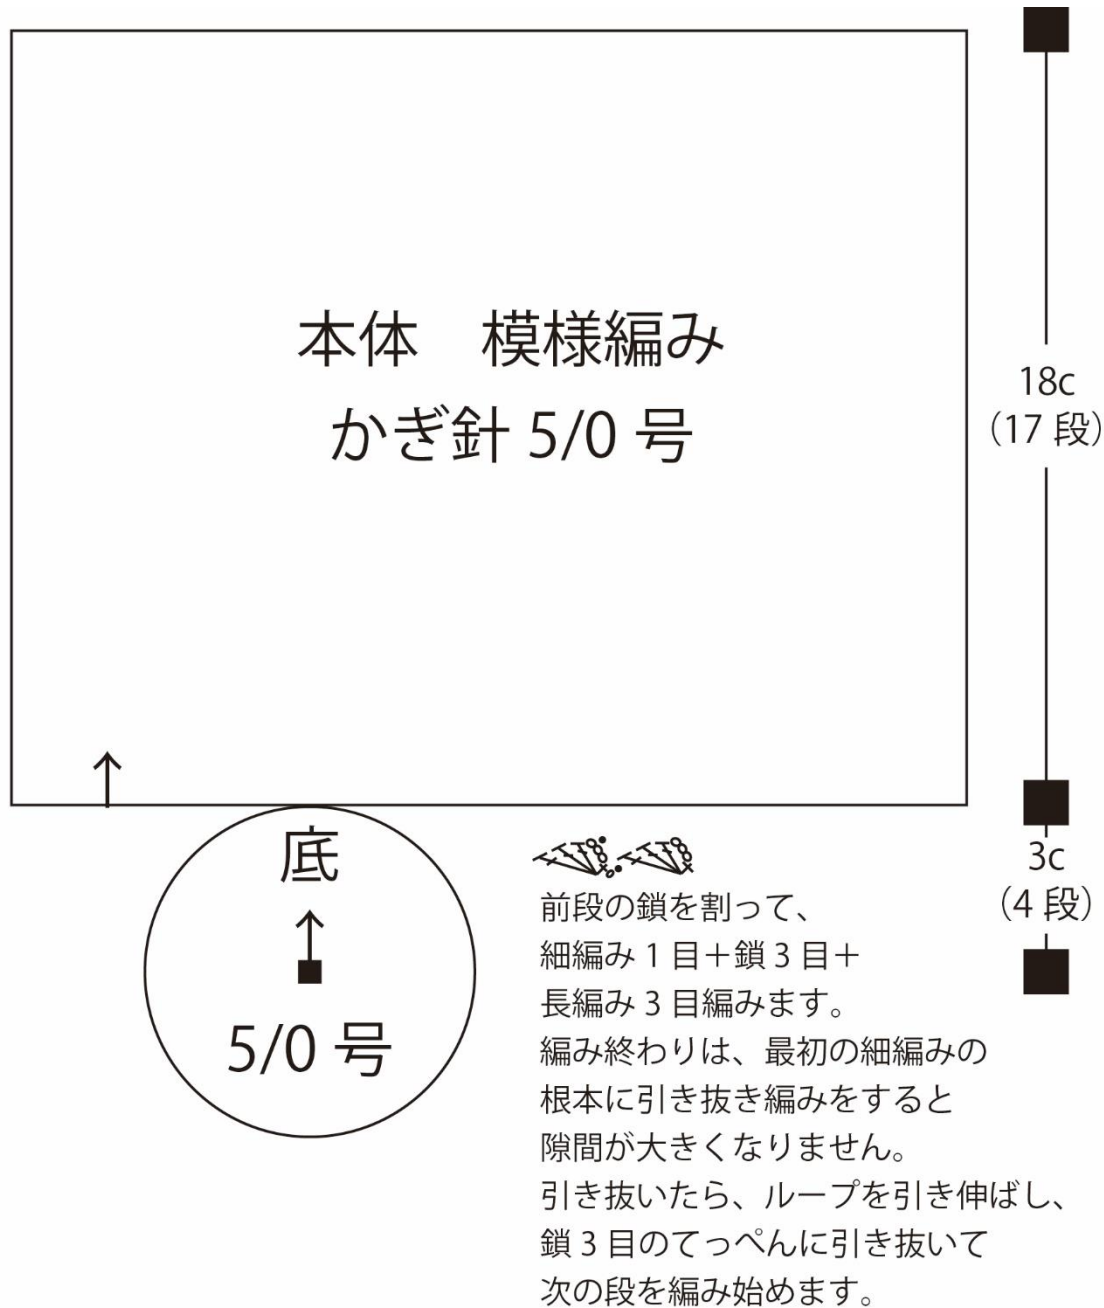 本体　模様編み
かぎ針 5/0 号
18c
（17 段）
底
5/0 号
3c
（4 段）
前段の鎖を割って、
細編み 1 目＋鎖 3 目＋
長編み 3 目編みます。
編み終わりは、最初の細編みの
根本に引き抜き編みをすると
隙間が大きくなりません。
引き抜いたら、ループを引き伸ばし、
鎖 3 目のてっぺんに引き抜いて
次の段を編み始めます。